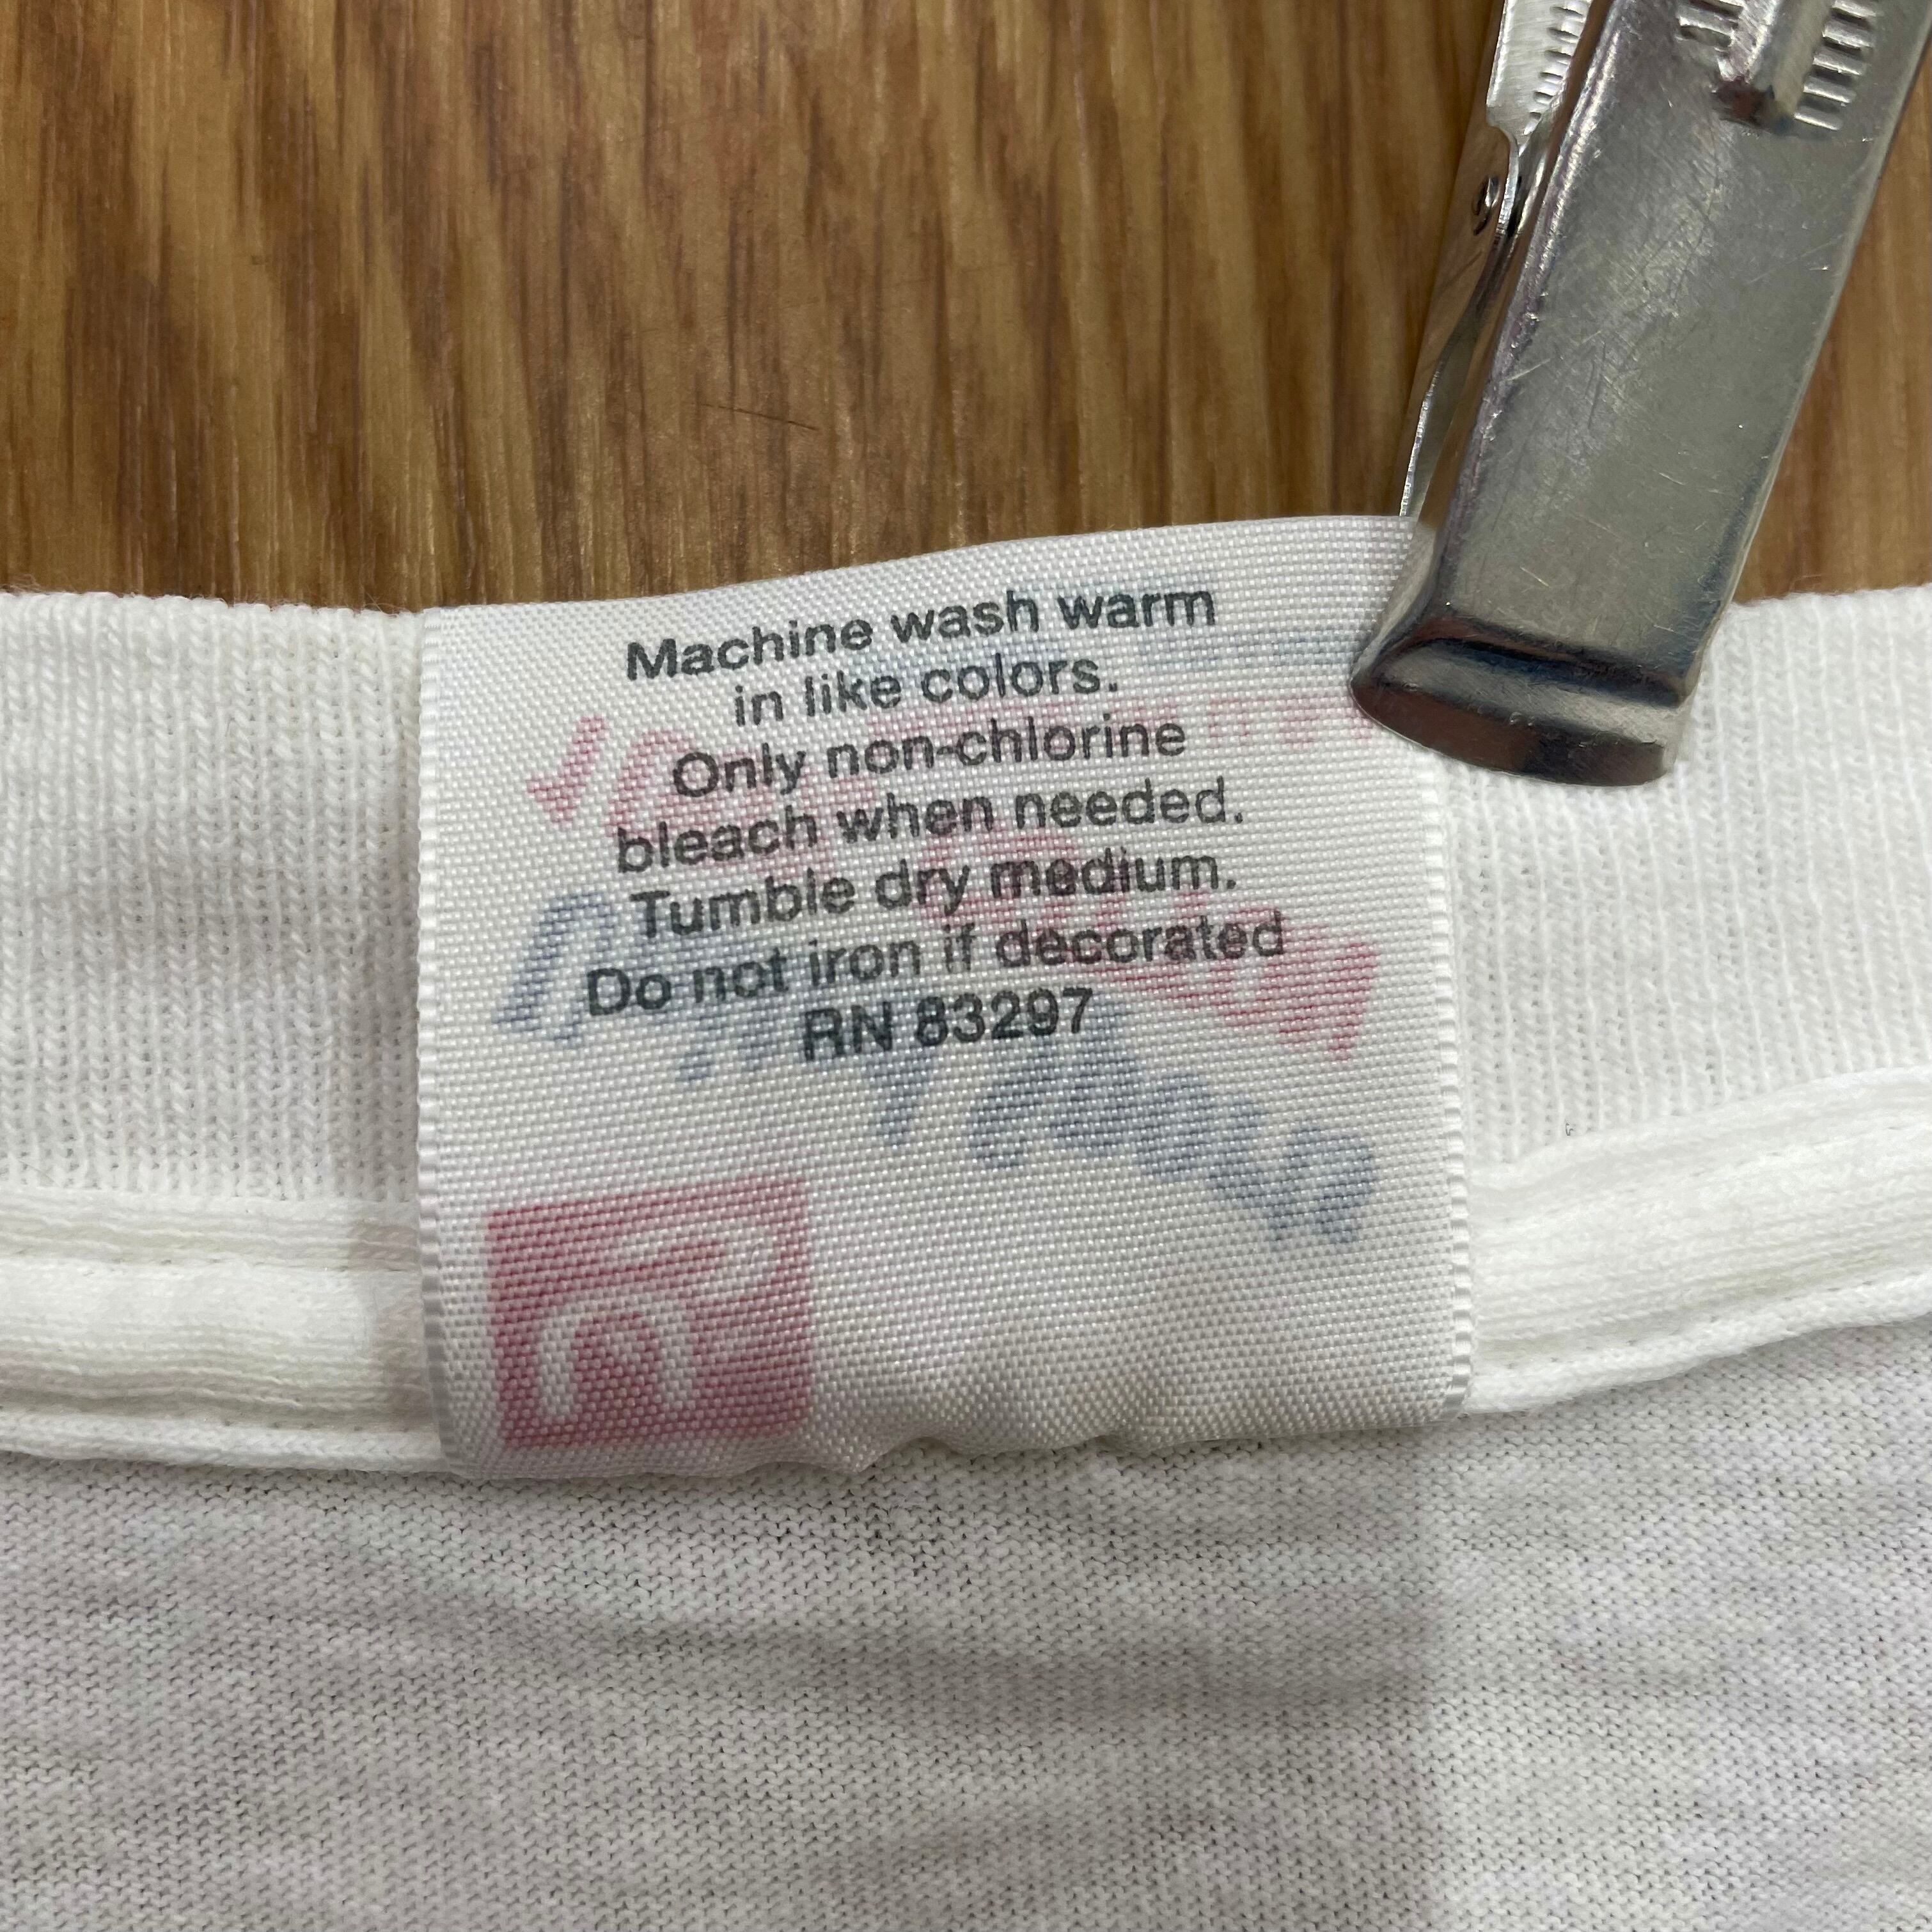 Machine wash warm
in like colors.
Only non-chlorine
bleach when needed.
Tumble dry medium.
Do not iron if decorated
RN 83297